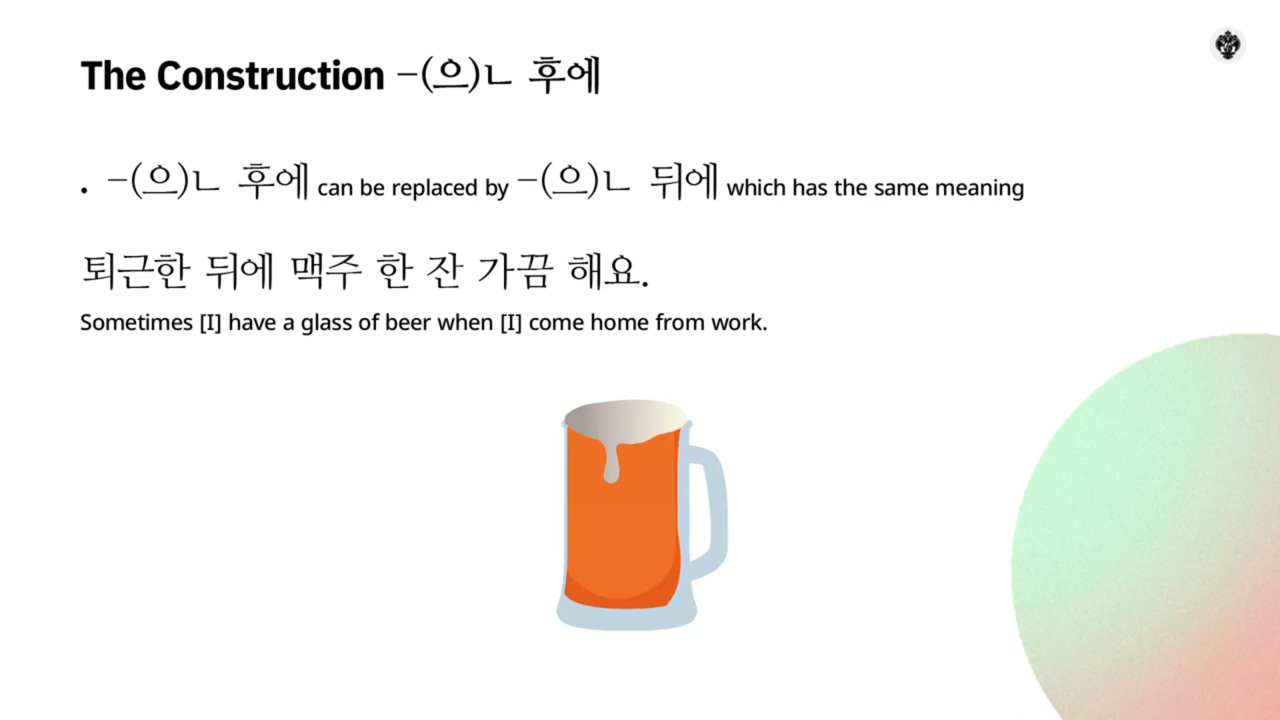 The Construction –(으)ㄴ 후에
• –(으)ㄴ 후에 can be replaced by –(으)ㄴ 뒤에 which has the same meaning
퇴근한 뒤에 맥주 한 잔 가끔 해요.
Sometimes [I] have a glass of beer when [I] come home from work.